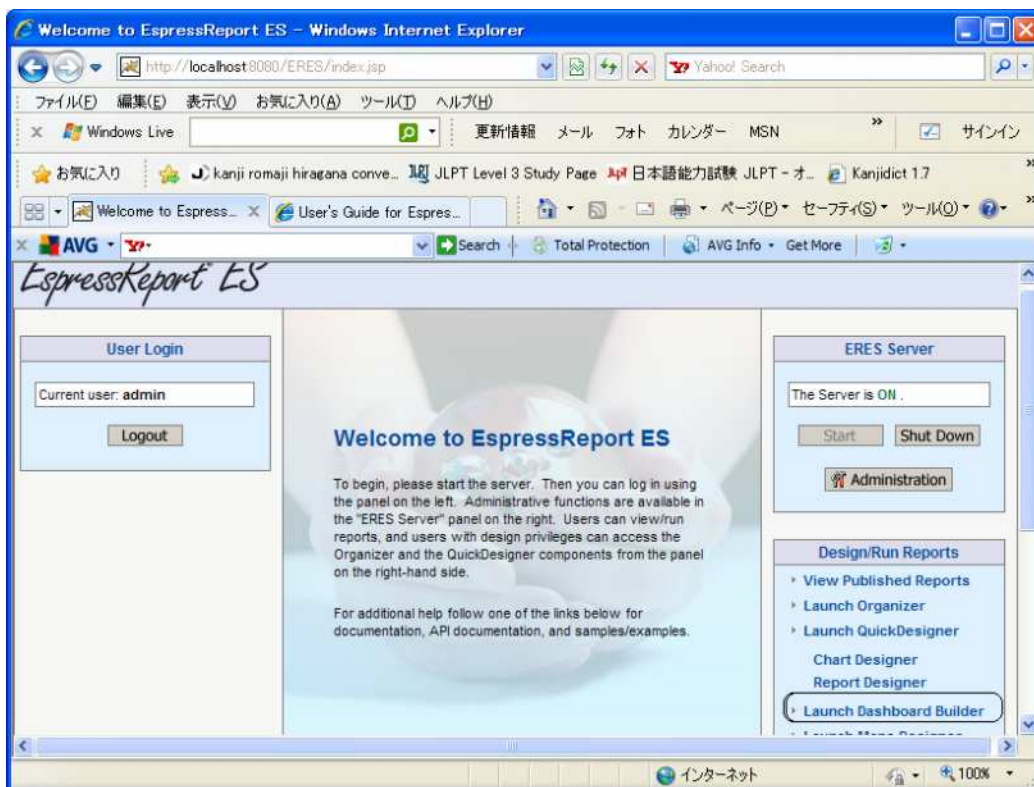 Welcome to EspressReport ES - Windows Internet Explorer
http://localhost:8080/ERES/index.jsp
Yahoo! Search
ファイル(F) 編集(E) 表示(V) お気に入り(A) ツール(T) ヘルプ(H)
Windows Live
更新情報 メール フォト カレンダー MSN » サインイン
お気に入り
kanji romaji hiragana conve...
JLPT Level 3 Study Page
日本語能力試験 JLPT - オ...
Kanjidict 1.7
Welcome to Express...
User's Guide for Espres...
ページ(P) セーフティ(S) ツール(O)
AVG Search Total Protection AVG Info Get More
EspressReport ES
User Login
Current user: admin
Logout
Welcome to EspressReport ES
To begin, please start the server. Then you can log in using
the panel on the left. Administrative functions are available in
the "ERES Server" panel on the right. Users can view/run
reports, and users with design privileges can access the
Organizer and the QuickDesigner components from the panel
on the right-hand side.
For additional help follow one of the links below for
documentation, API documentation, and samples/examples.
ERES Server
The Server is ON .
Start Shut Down
Administration
Design/Run Reports
View Published Reports
Launch Organizer
Launch QuickDesigner
Chart Designer
Report Designer
Launch Dashboard Builder
インターネット
100%